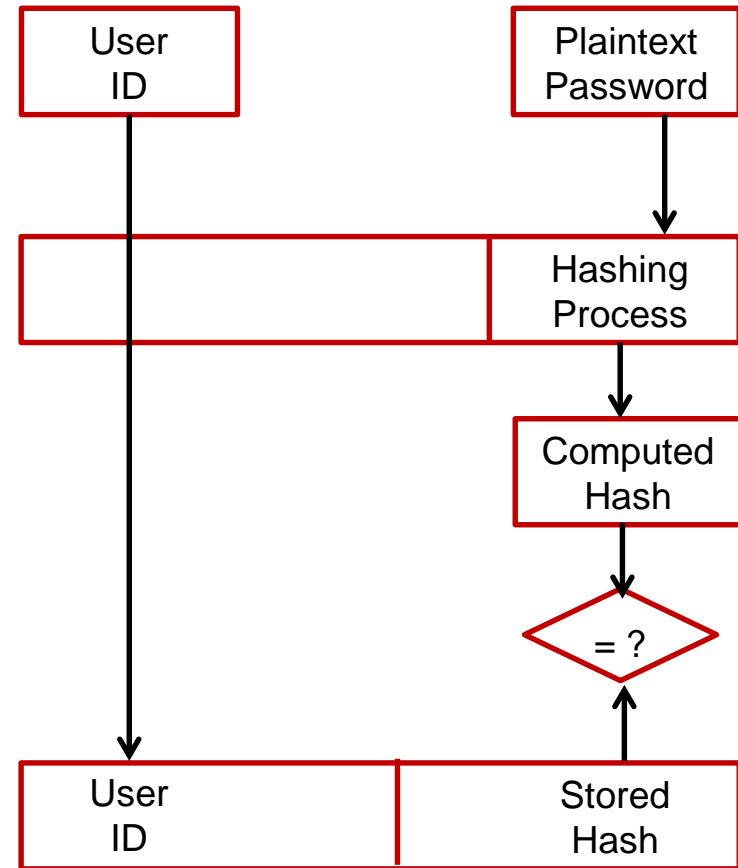 User
ID
Plaintext
Password
Hashing
Process
Computed
Hash
= ?
User
ID
Stored
Hash